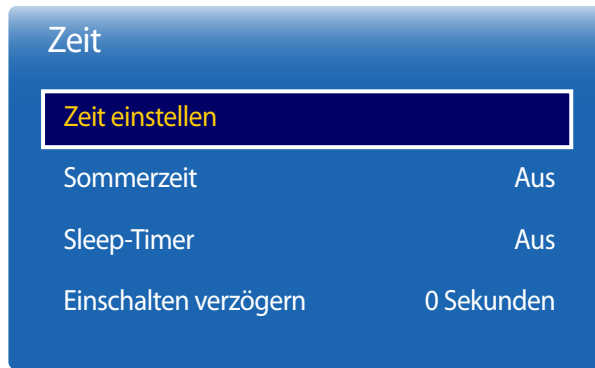 Zeit
Zeit einstellen
Sommerzeit Aus
Sleep-Timer Aus
Einschalten verzögern 0 Sekunden